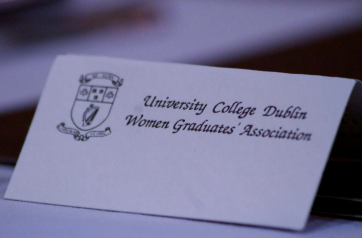 University College Dublin
Women Graduates' Association